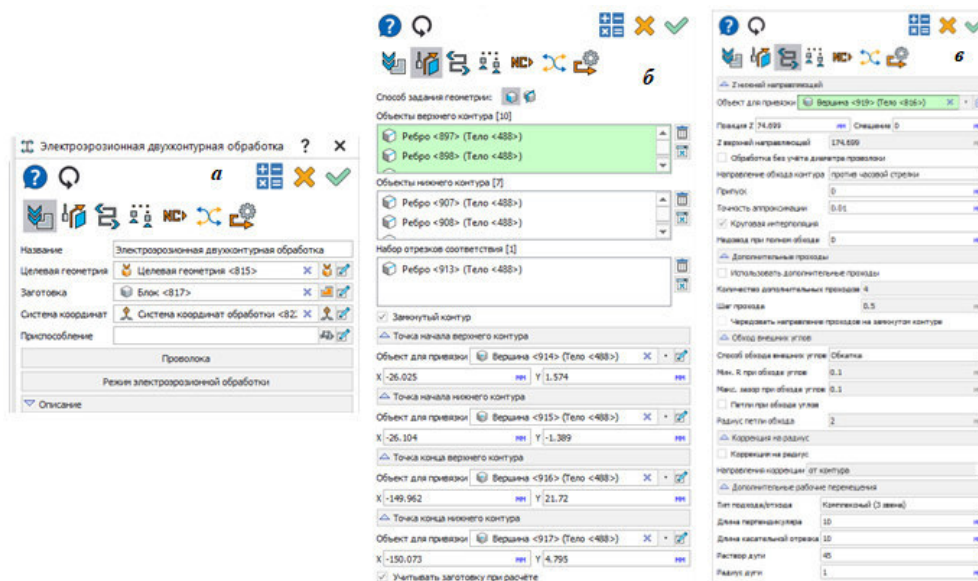 Электроэрозионная двухконтурная обработка ? ×
а
NC
Название Электроэрозионная двухконтурная обработка
Целевая геометрия Целевая геометрия <815>
Заготовка Блок <817>
Система координат Система координат обработки <82
Приспособление
Проволока
Режим электроэрозионной обработки
Описание
NC
б
Способ задания геометрии:
Объекты верхнего контура [10]
Ребро <897> (Тело <488>)
Ребро <898> (Тело <488>)
Объекты нижнего контура [7]
Ребро <907> (Тело <488>)
Ребро <908> (Тело <488>)
Набор отрезков соответствия [1]
Ребро <913> (Тело <488>)
Замкнутый контур
Точка начала верхнего контура
Объект для привязки Вершина <914> (Тело <488>)
X -26.025 мм Y 1.574 мм
Точка начала нижнего контура
Объект для привязки Вершина <915> (Тело <488>)
X -26.104 мм Y -1.389 мм
Точка конца верхнего контура
Объект для привязки Вершина <916> (Тело <488>)
X -149.962 мм Y 21.72 мм
Точка конца нижнего контура
Объект для привязки Вершина <917> (Тело <488>)
X -150.073 мм Y 4.795 мм
Учитывать заготовку при расчёте
NC
в
Z нижней направляющей
Объект для привязки Вершина <919> (Тело <816>)
Позиция Z 74.699 мм Смещение 0
Z верхней направляющей 174.699
Обработка без учёта диаметра проволоки
Направление обхода контура против часовой стрелки
Припуск 0
Точность аппроксимации 0.01
Круговая интерполяция
Недовод при полном обходе 0
Дополнительные проходы
Использовать дополнительные проходы
Количество дополнительных проходов 4
Шаг прохода 0.5
Чередовать направление проходов на замкнутом контуре
Обход внешних углов
Способ обхода внешних углов Обкатка
Мин. R при обходе углов 0.1
Макс. зазор при обходе углов 0.1
Петли при обходе углов
Радиус петли обхода 2
Коррекция на радиус
Коррекция на радиус
Направление коррекции от контура
Дополнительные рабочие перемещения
Тип подхода/отхода Комплексный (3 звена)
Длина перпендикуляра 10
Длина касательной отрезка 10
Раствор дуги 45
Радиус дуги 1